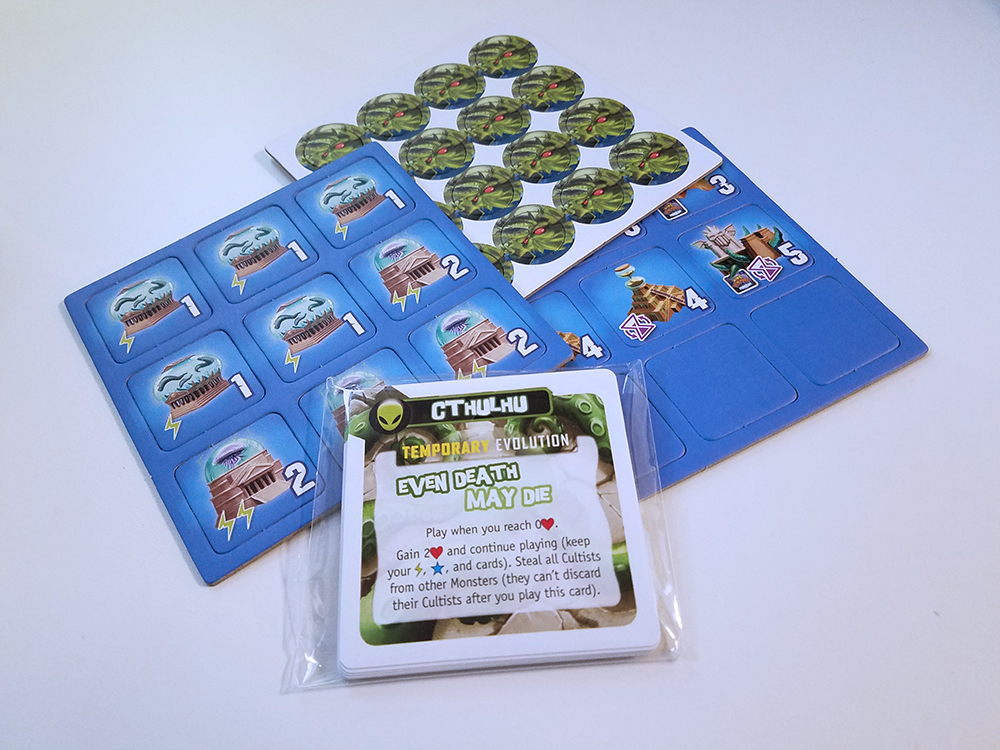 1
1
2
1
1
2
1
2
3
5
4
4
CTHULHU
TEMPORARY EVOLUTION
EVEN DEATH
MAY DIE
Play when you reach 0❤.
Gain 2❤ and continue playing (keep
your ⚡, ★, and cards). Steal all Cultists
from other Monsters (they can't discard
their Cultists after you play this card).